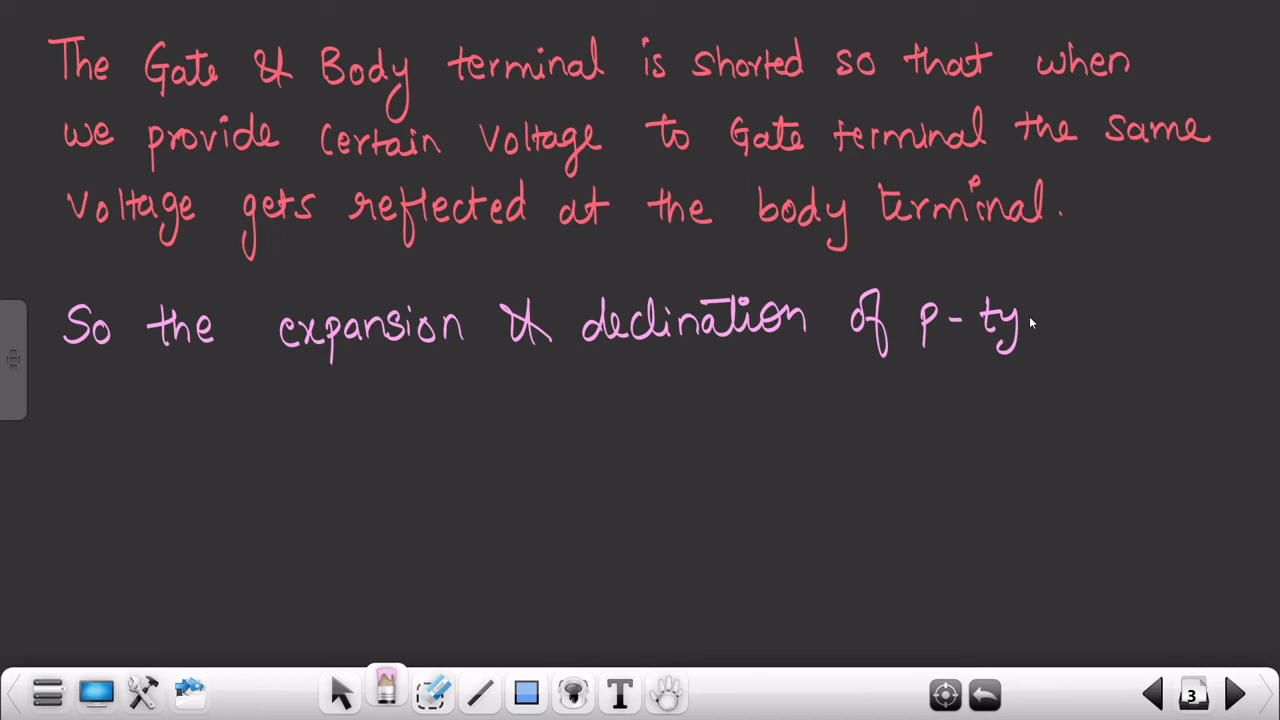 The Gate & Body terminal is shorted so that when
we provide certain voltage to Gate terminal the same
voltage gets reflected at the body terminal.
So the expansion & declination of p-ty
3